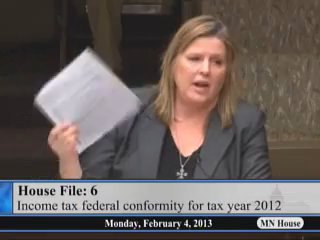 House File: 6
Income tax federal conformity for tax year 2012
Monday, February 4, 2013
MN House